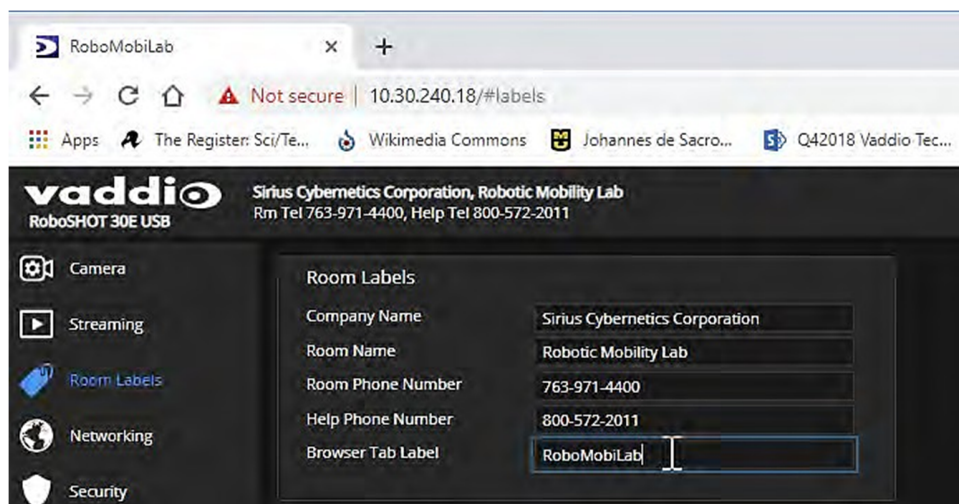 RoboMobiLab
Not secure | 10.30.240.18/#labels
Apps The Register: Sci/Te... Wikimedia Commons Johannes de Sacro... Q42018 Vaddio Tec...
vaddio
RoboSHOT 30E USB
Sirius Cybernetics Corporation, Robotic Mobility Lab
Rm Tel 763-971-4400, Help Tel 800-572-2011
Camera
Streaming
Room Labels
Networking
Security
Room Labels
Company Name Sirius Cybernetics Corporation
Room Name Robotic Mobility Lab
Room Phone Number 763-971-4400
Help Phone Number 800-572-2011
Browser Tab Label RoboMobiLab